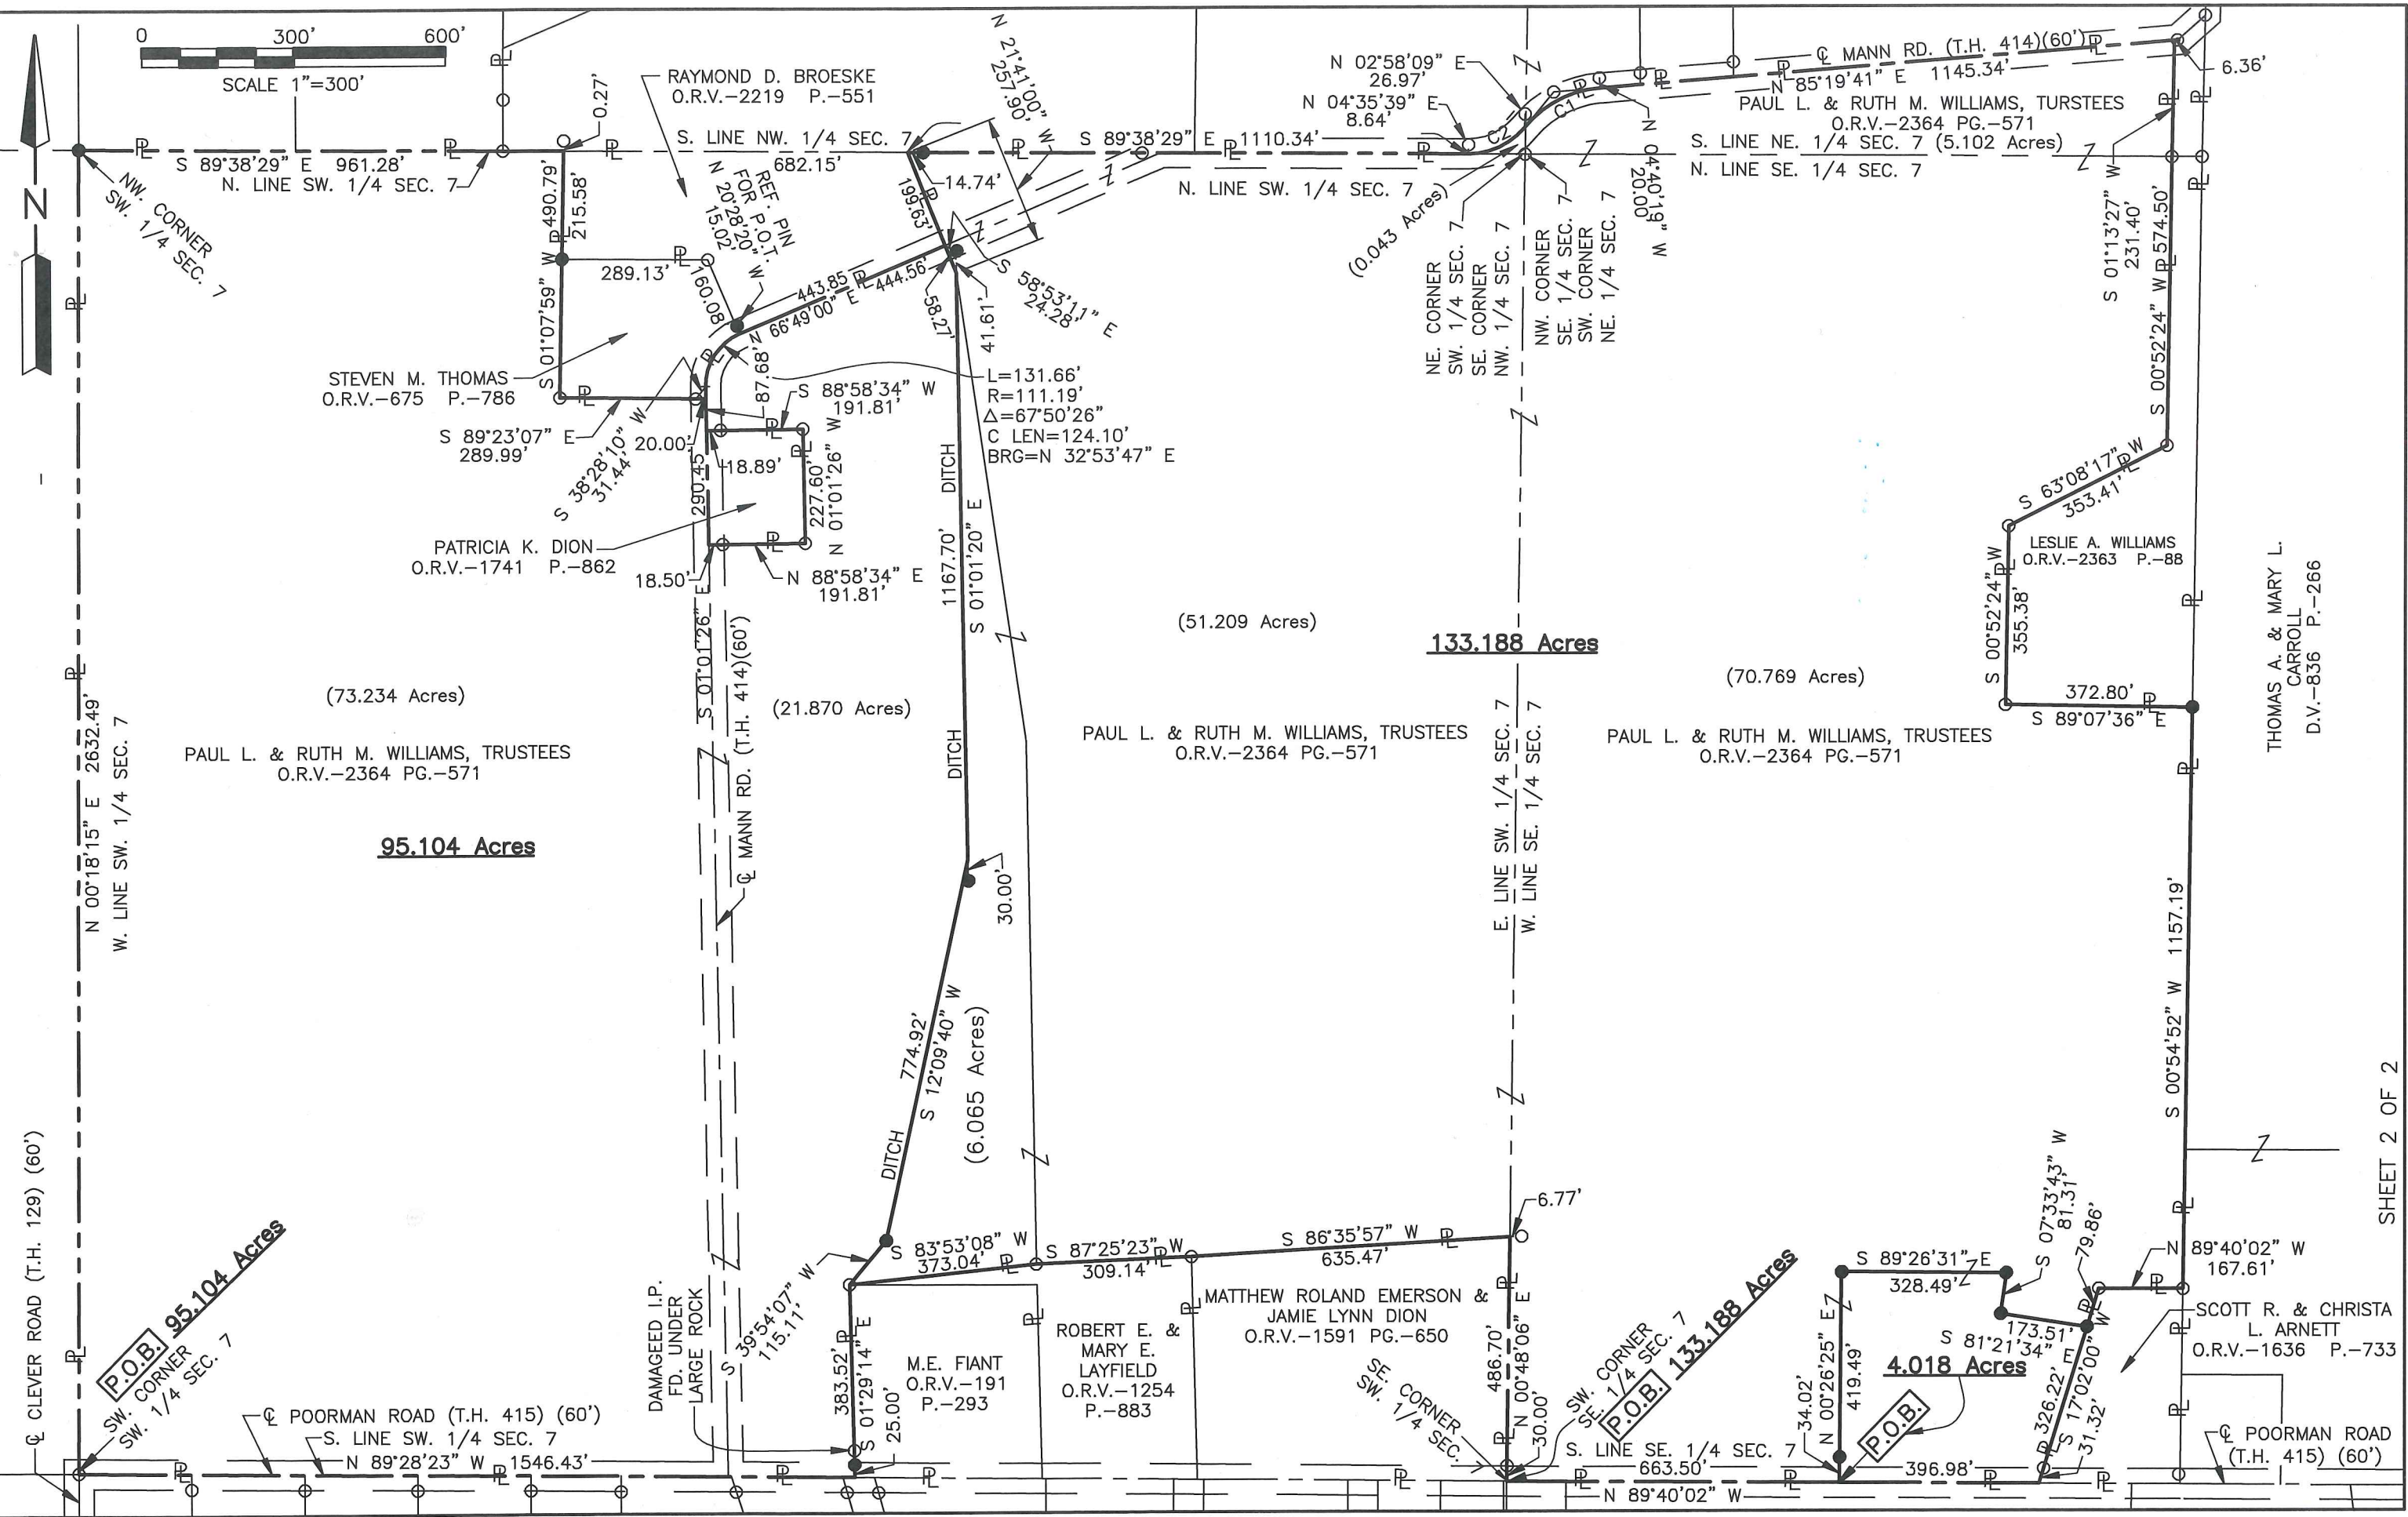 0 300' 600'
SCALE 1"=300'
N
RAYMOND D. BROESKE
O.R.V.-2219 P.-551
0.27'
S 89°38'29" E 961.28'
N. LINE SW. 1/4 SEC. 7
NW. CORNER
SW. 1/4 SEC. 7
S. LINE NW. 1/4 SEC. 7
682.15'
N 21°41'00" W
257.90'
S 89°38'29" E 1110.34'
N. LINE SW. 1/4 SEC. 7
14.74'
199.63'
N 02°58'09" E
26.97'
N 04°35'39" E
8.64'
C2
C1
℄ MANN RD. (T.H. 414)(60')
N 85°19'41" E 1145.34'
6.36'
PAUL L. & RUTH M. WILLIAMS, TURSTEES
O.R.V.-2364 PG.-571
S. LINE NE. 1/4 SEC. 7 (5.102 Acres)
N. LINE SE. 1/4 SEC. 7
N 04°40'19" W
20.00'
(0.043 Acres)
NE. CORNER
SW. 1/4 SEC. 7
SE. CORNER
NW. 1/4 SEC. 7
NW. CORNER
SE. 1/4 SEC. 7
SW. CORNER
NE. 1/4 SEC. 7
S 01°13'27" W
231.40'
S 00°52'24" W 574.50'
S 01°07'59" W 490.79'
215.58'
289.13'
160.08
REF. PIN
FOR P.O.T.
N 20°28'20" W
15.02'
443.85
N 66°49'00" E 444.56'
58.27'
41.61'
S 58°53'11" E
24.28'
STEVEN M. THOMAS
O.R.V.-675 P.-786
S 89°23'07" E
289.99'
S 38°28'10" W
31.44'
20.00'
87.68'
S 88°58'34" W
191.81'
L=131.66'
R=111.19'
Δ=67°50'26"
C LEN=124.10'
BRG=N 32°53'47" E
18.89'
290.45'
227.60'
N 01°01'26" W
PATRICIA K. DION
O.R.V.-1741 P.-862
18.50'
N 88°58'34" E
191.81'
S 01°01'26" E
℄ MANN RD. (T.H. 414)(60')
DITCH
1167.70'
S 01°01'20" E
DITCH
S 63°08'17" W
353.41'
LESLIE A. WILLIAMS
O.R.V.-2363 P.-88
S 00°52'24" W
355.38'
372.80'
S 89°07'36" E
THOMAS A. & MARY L.
CARROLL
D.V.-836 P.-266
(51.209 Acres)
133.188 Acres
(73.234 Acres)
(21.870 Acres)
(70.769 Acres)
PAUL L. & RUTH M. WILLIAMS, TRUSTEES
O.R.V.-2364 PG.-571
PAUL L. & RUTH M. WILLIAMS, TRUSTEES
O.R.V.-2364 PG.-571
PAUL L. & RUTH M. WILLIAMS, TRUSTEES
O.R.V.-2364 PG.-571
N 00°18'15" E 2632.49'
W. LINE SW. 1/4 SEC. 7
95.104 Acres
E. LINE SW. 1/4 SEC. 7
W. LINE SE. 1/4 SEC. 7
30.00'
774.92'
S 12°09'40" W
DITCH
(6.065 Acres)
S 00°54'52" W 1157.19'
SHEET 2 OF 2
℄ CLEVER ROAD (T.H. 129) (60')
P.O.B. 95.104 Acres
SW. CORNER
SW. 1/4 SEC. 7
℄ POORMAN ROAD (T.H. 415) (60')
S. LINE SW. 1/4 SEC. 7
N 89°28'23" W 1546.43'
DAMAGED I.P.
FD. UNDER
LARGE ROCK
S 39°54'07" W
115.11'
S 83°53'08" W
373.04'
S 87°25'23" W
309.14'
S 86°35'57" W
635.47'
6.77'
383.52'
S 01°29'14" E
25.00'
M.E. FIANT
O.R.V.-191
P.-293
ROBERT E. &
MARY E.
LAYFIELD
O.R.V.-1254
P.-883
MATTHEW ROLAND EMERSON &
JAMIE LYNN DION
O.R.V.-1591 PG.-650
486.70'
N 00°48'06" E
30.00'
SE. CORNER
SW. 1/4 SEC.
SW. CORNER
SE. 1/4 SEC. 7
P.O.B. 133.188 Acres
S. LINE SE. 1/4 SEC. 7
663.50'
N 89°40'02" W
34.02'
N 00°26'25" E
419.49'
S 89°26'31" E
328.49'
S 07°33'43" W
81.31'
79.86'
173.51'
S 81°21'34" E
4.018 Acres
P.O.B.
396.98'
326.22'
S 17°02'00" W
31.32'
N 89°40'02" W
167.61'
SCOTT R. & CHRISTA
L. ARNETT
O.R.V.-1636 P.-733
℄ POORMAN ROAD
(T.H. 415) (60')